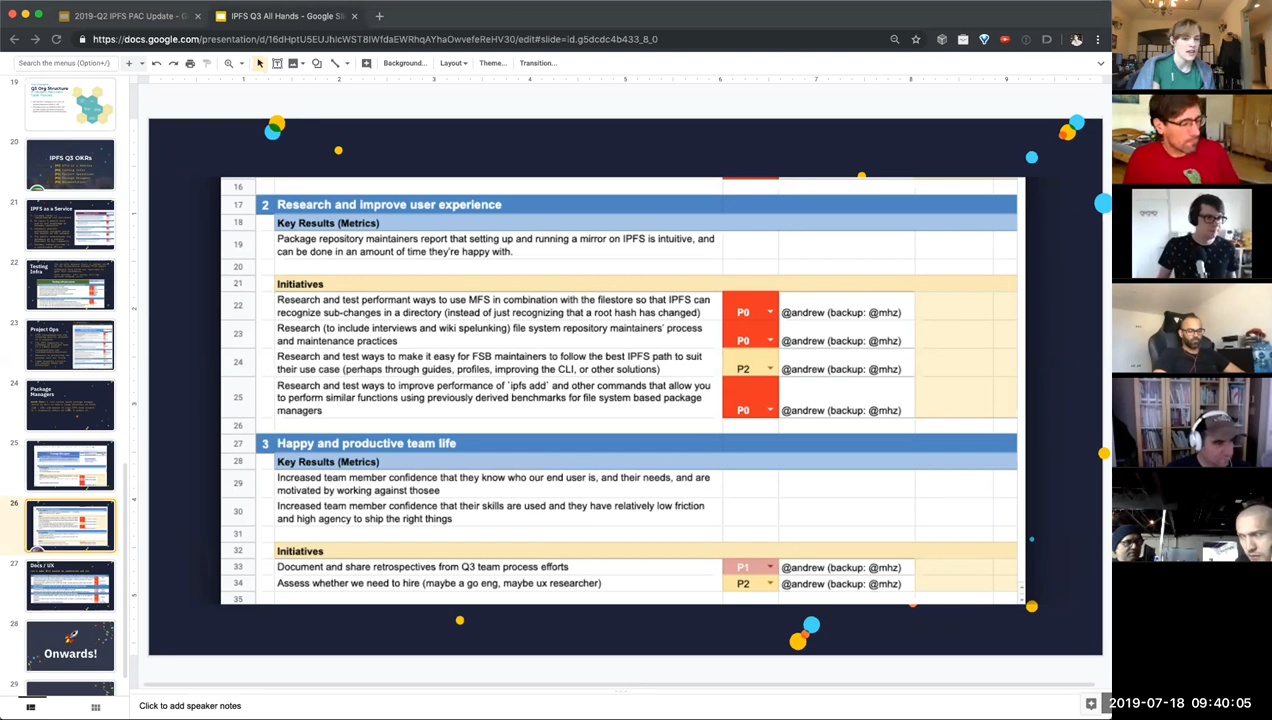 2019-Q2 IPFS PAC Update - G
IPFS Q3 All Hands - Google Sli
https://docs.google.com/presentation/d/16dHptU5EUJhlcWST8IWfdaEWRhqAYhaOwvefeReHV30/edit#slide=id.g5dcdc4b433_8_0
Search the menus (Option+/)
Background...
Layout
Theme...
Transition...
1 2 3 4 5 6 7 8 9
19
Q3 Org Structure
20
IPFS Q3 OKRs
21
IPFS as a Service
22
Testing
Infra
23
Project Ops
24
Package
Managers
25
26
27
Docs / UX
28
Onwards!
29
16
17 2 Research and improve user experience
18 Key Results (Metrics)
19 Package repository maintainers report that setting up and running a mirror on IPFS is intuitive, and
can be done in an amount of time they're happy with.
20
21 Initiatives
22 Research and test performant ways to use MFS in combination with the filestore so that IPFS can
recognize sub-changes in a directory (instead of just recognizing that a root hash has changed) P0 @andrew (backup: @mhz)
23 Research (to include interviews and wiki spelunking) file system repository maintainers' process
and maintenance practices P0 @andrew (backup: @mhz)
24 Research and test ways to make it easy for FSB maintainers to follow the best IPFS path to suit
their use case (perhaps through guides, profiles, improving the CLI, or other solutions) P2 @andrew (backup: @mhz)
25 Research and test ways to improve performance of `ipfs add` and other commands that allow you
to perform similar functions using previously derived benchmarks for file system based package
managers P0 @andrew (backup: @mhz)
26
27 3 Happy and productive team life
28 Key Results (Metrics)
29 Increased team member confidence that they know who our end user is, and their needs, and are
motivated by working against thosee
30 Increased team member confidence that their skills are used and they have relatively low friction
and high agency to ship the right things
31
32 Initiatives
33 Document and share retrospectives from Q3 team process efforts P1 @andrew (backup: @mhz)
34 Assess whether we need to hire (maybe a go eng, maybe ux researcher) P2 @andrew (backup: @mhz)
35
Click to add speaker notes
2019-07-18 09:40:05